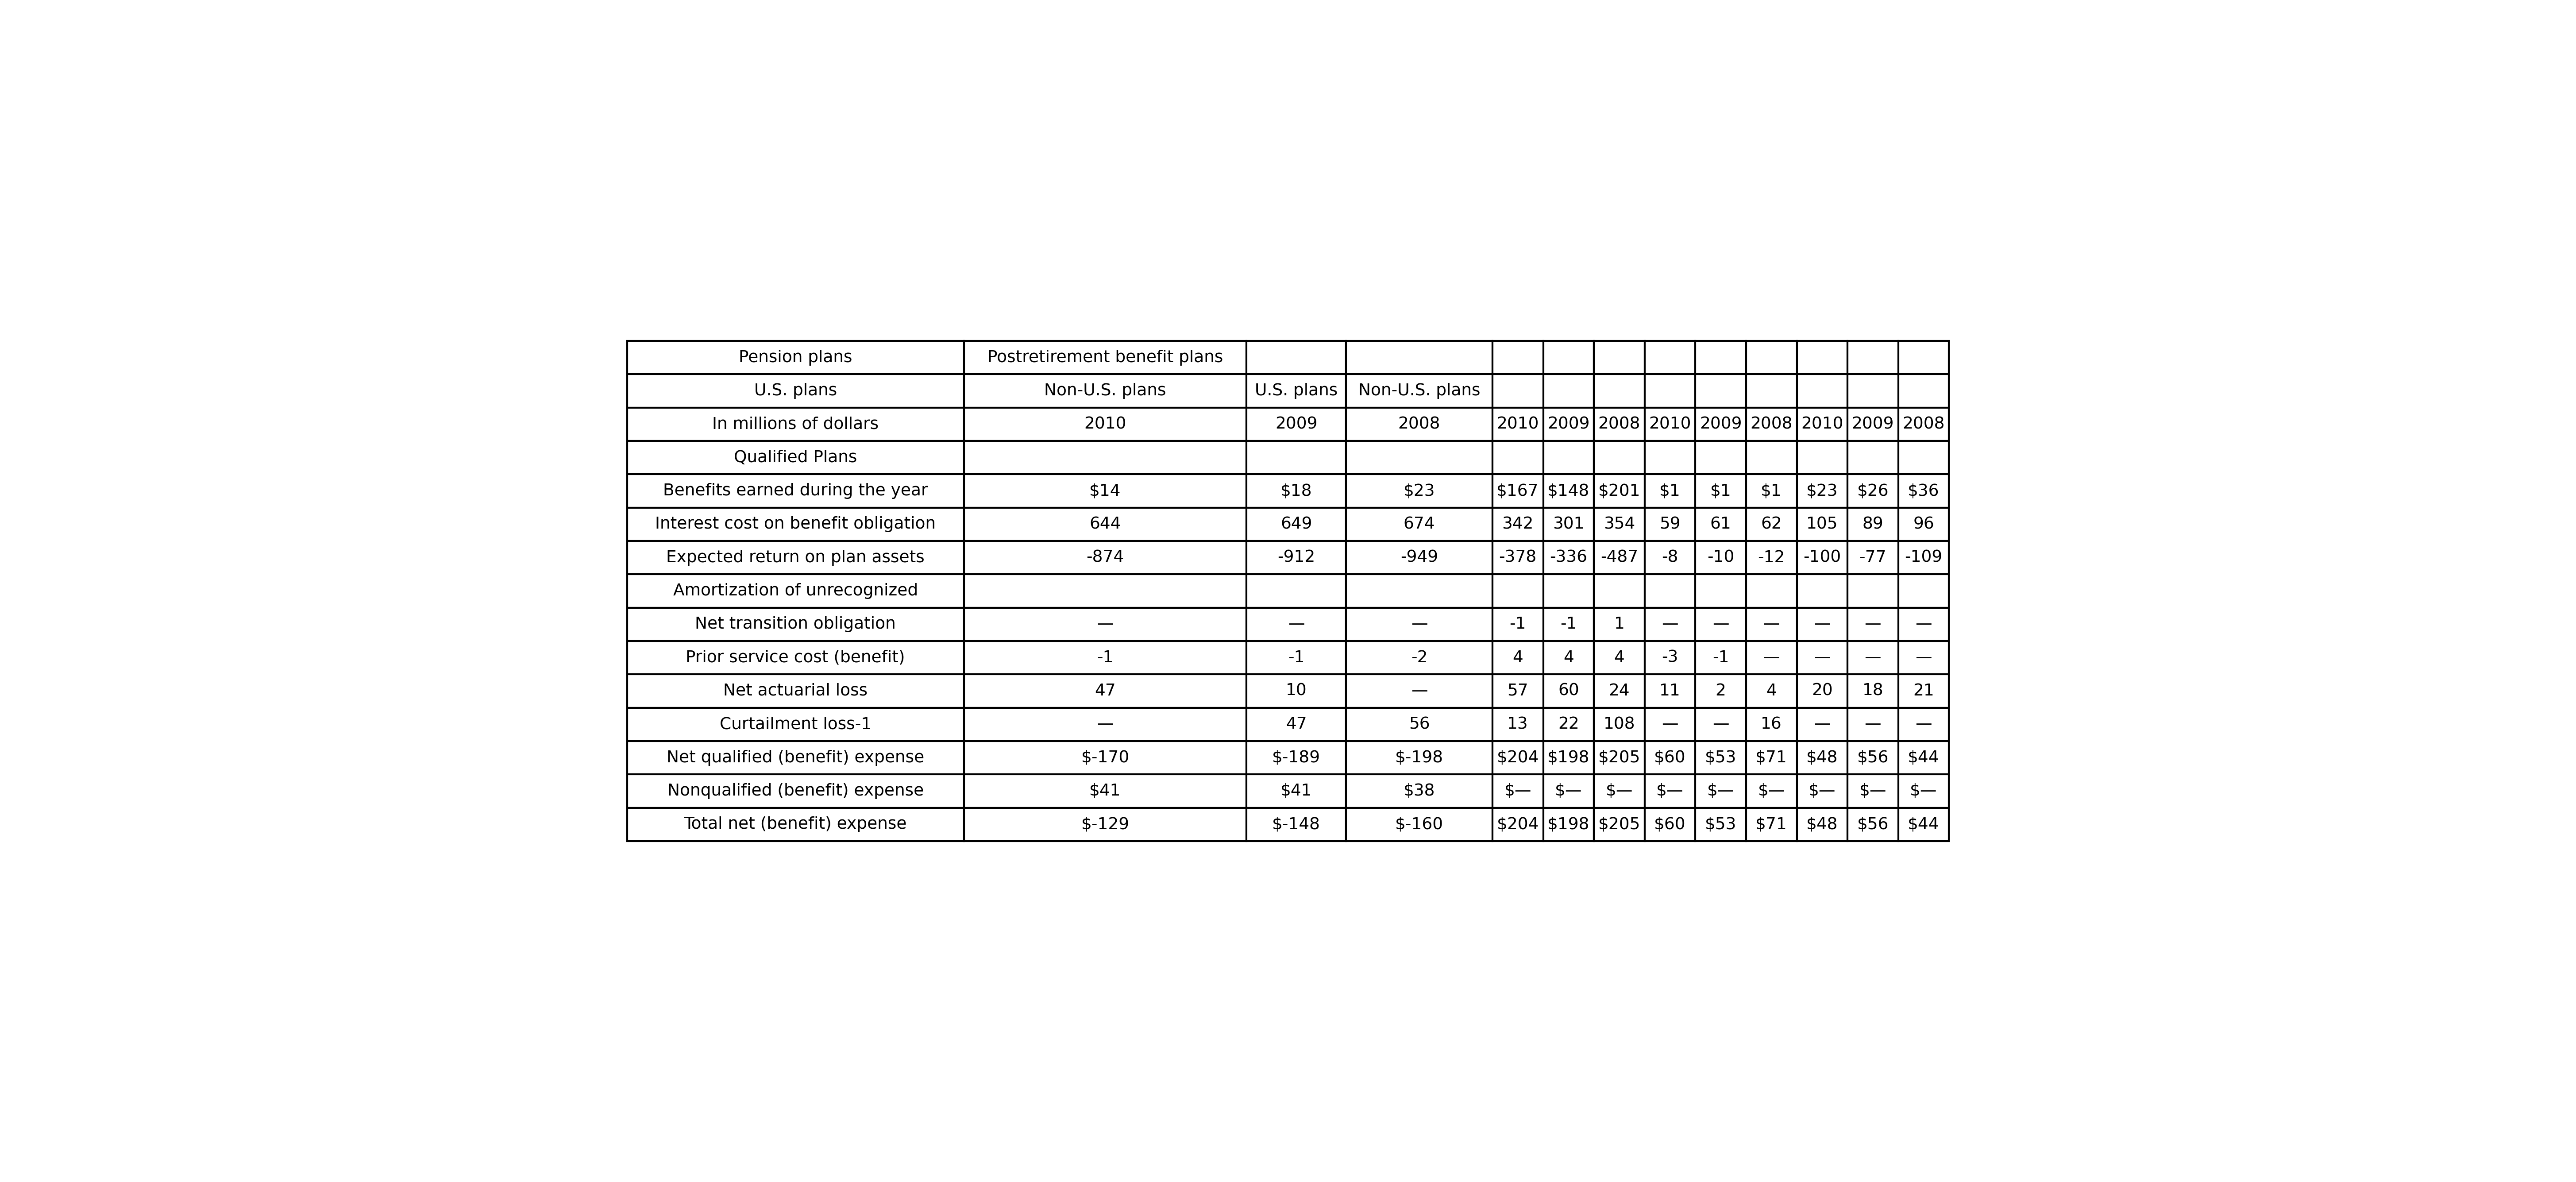 Pension plans Postretirement benefit plans
U.S. plans Non-U.S. plans U.S. plans Non-U.S. plans
In millions of dollars 2010 2009 2008 2010 2009 2008 2010 2009 2008 2010 2009 2008
Qualified Plans
Benefits earned during the year $14 $18 $23 $167 $148 $201 $1 $1 $1 $23 $26 $36
Interest cost on benefit obligation 644 649 674 342 301 354 59 61 62 105 89 96
Expected return on plan assets -874 -912 -949 -378 -336 -487 -8 -10 -12 -100 -77 -109
Amortization of unrecognized
Net transition obligation — — — -1 -1 1 — — — — — —
Prior service cost (benefit) -1 -1 -2 4 4 4 -3 -1 — — — —
Net actuarial loss 47 10 — 57 60 24 11 2 4 20 18 21
Curtailment loss-1 — 47 56 13 22 108 — — 16 — — —
Net qualified (benefit) expense $-170 $-189 $-198 $204 $198 $205 $60 $53 $71 $48 $56 $44
Nonqualified (benefit) expense $41 $41 $38 $— $— $— $— $— $— $— $— $—
Total net (benefit) expense $-129 $-148 $-160 $204 $198 $205 $60 $53 $71 $48 $56 $44